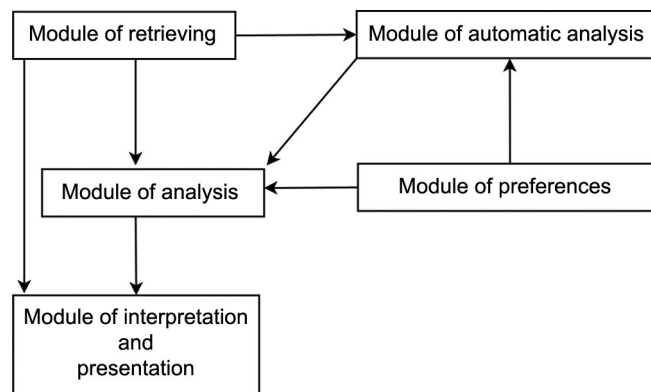 Module of retrieving
Module of automatic analysis
Module of analysis
Module of preferences
Module of interpretation
and
presentation